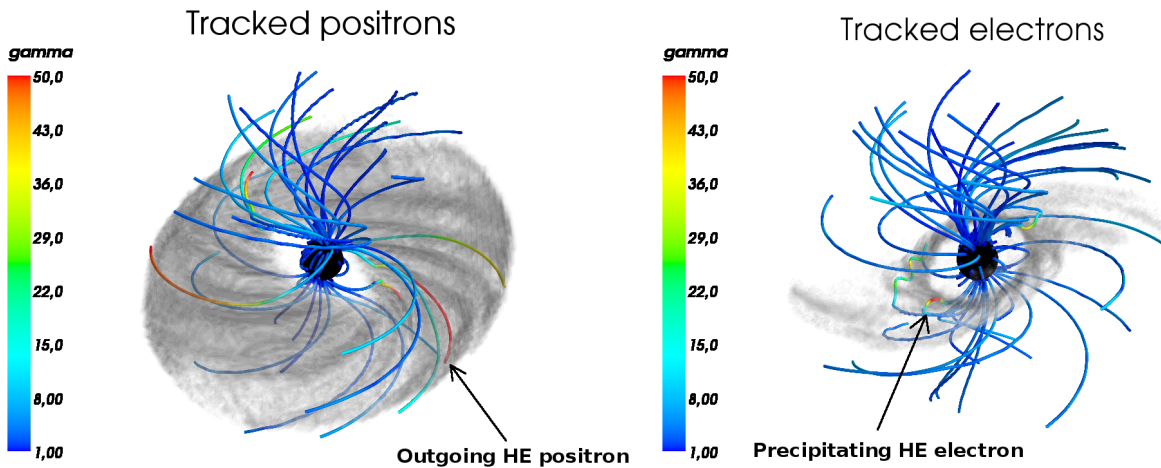 Tracked positrons
gamma
50,0
43,0
36,0
29,0
22,0
15,0
8,00
1,00
Outgoing HE positron
Tracked electrons
gamma
50,0
43,0
36,0
29,0
22,0
15,0
8,00
1,00
Precipitating HE electron